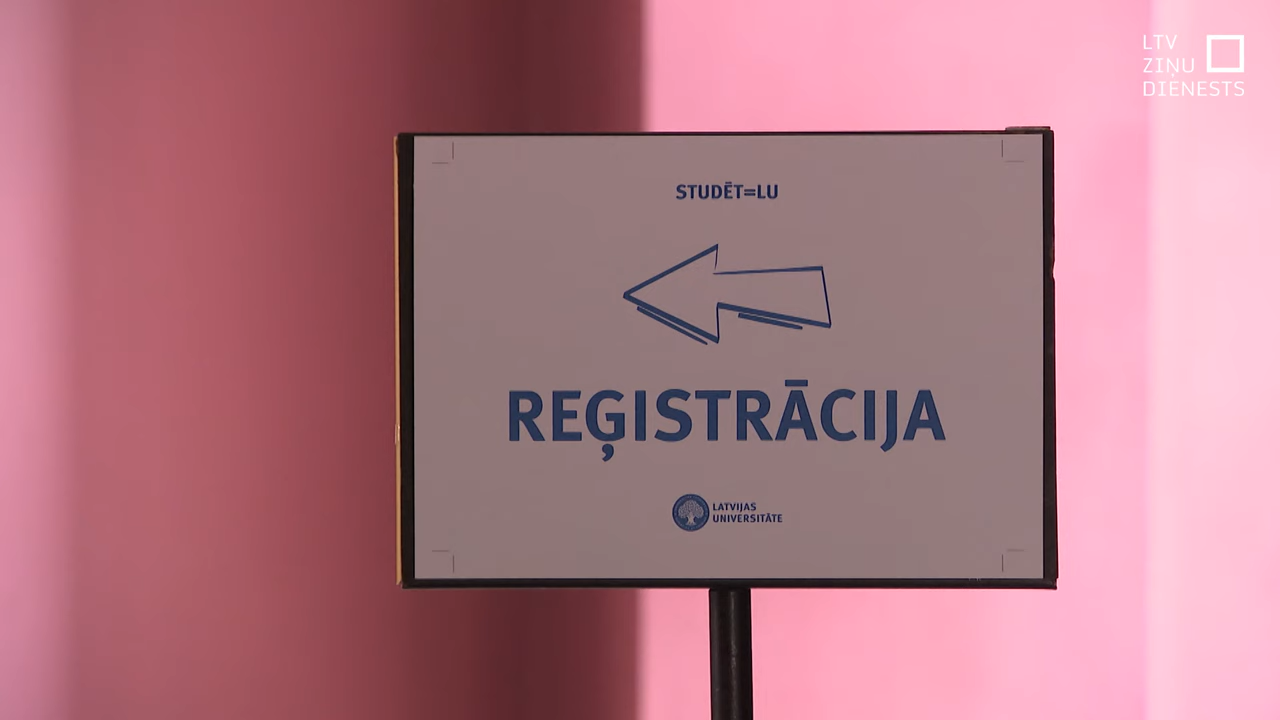 LTV
ZIŅU
DIENESTS
STUDĒT=LU
REĢISTRĀCIJA
LATVIJAS
UNIVERSITĀTE